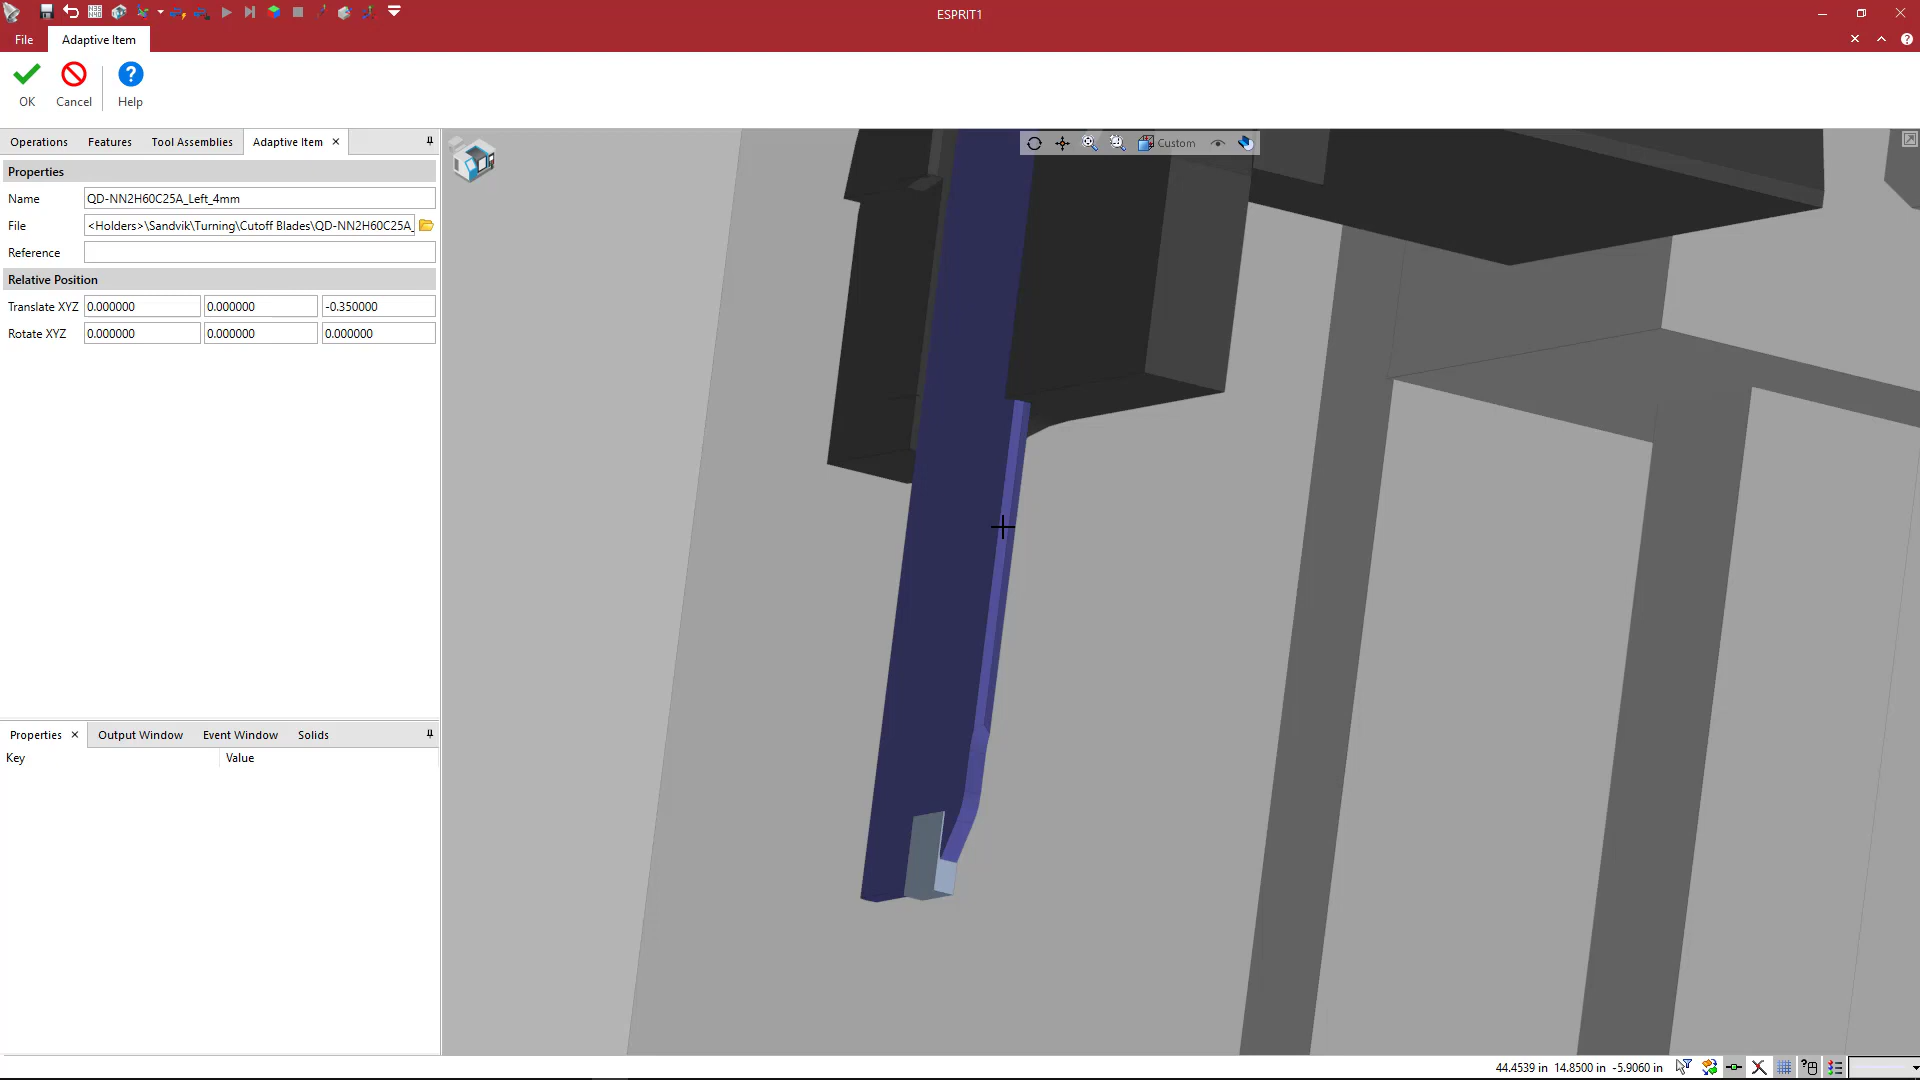 ESPRIT1
File
Adaptive Item
OK
Cancel
Help
Operations
Features
Tool Assemblies
Adaptive Item
Properties
Name
QD-NN2H60C25A_Left_4mm
File
<Holders>\Sandvik\Turning\Cutoff Blades\QD-NN2H60C25A_
Reference
Relative Position
Translate XYZ
0.000000
0.000000
-0.350000
Rotate XYZ
0.000000
0.000000
0.000000
Custom
Properties
Output Window
Event Window
Solids
Key
Value
44.4539 in 14.8500 in -5.9060 in